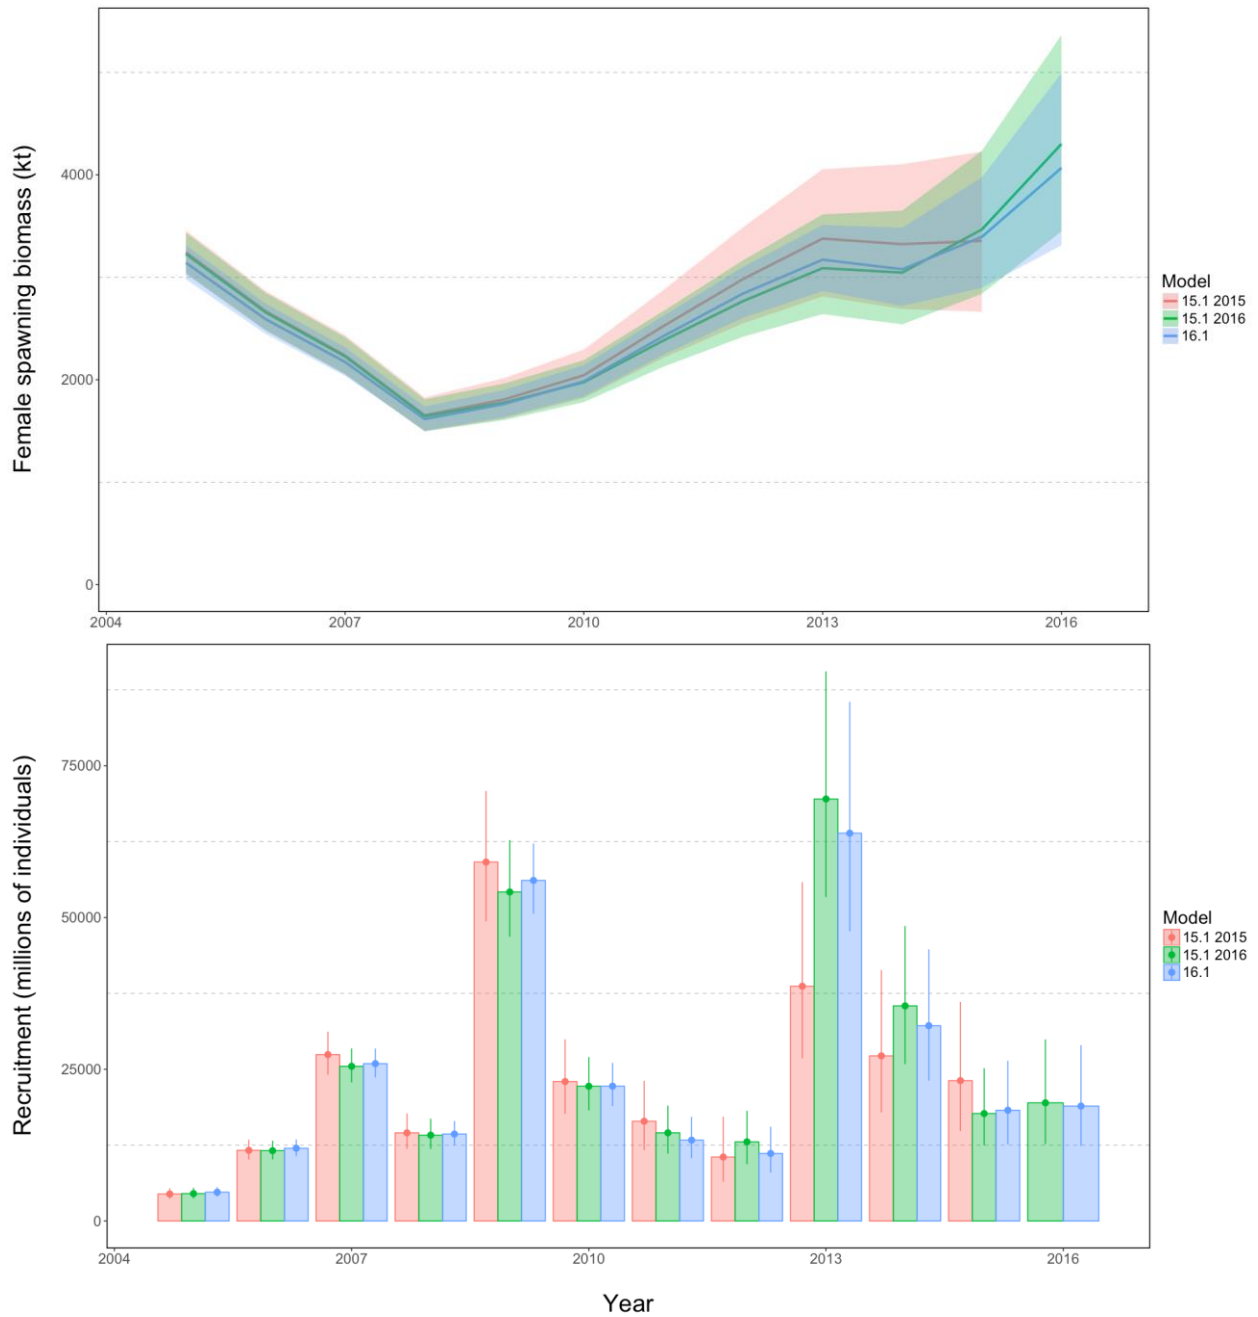 Female spawning biomass (kt)
4000
2000
0
2004 2007 2010 2013 2016
Model
15.1 2015
15.1 2016
16.1
Recruitment (millions of individuals)
75000
50000
25000
0
2004 2007 2010 2013 2016
Year
Model
15.1 2015
15.1 2016
16.1